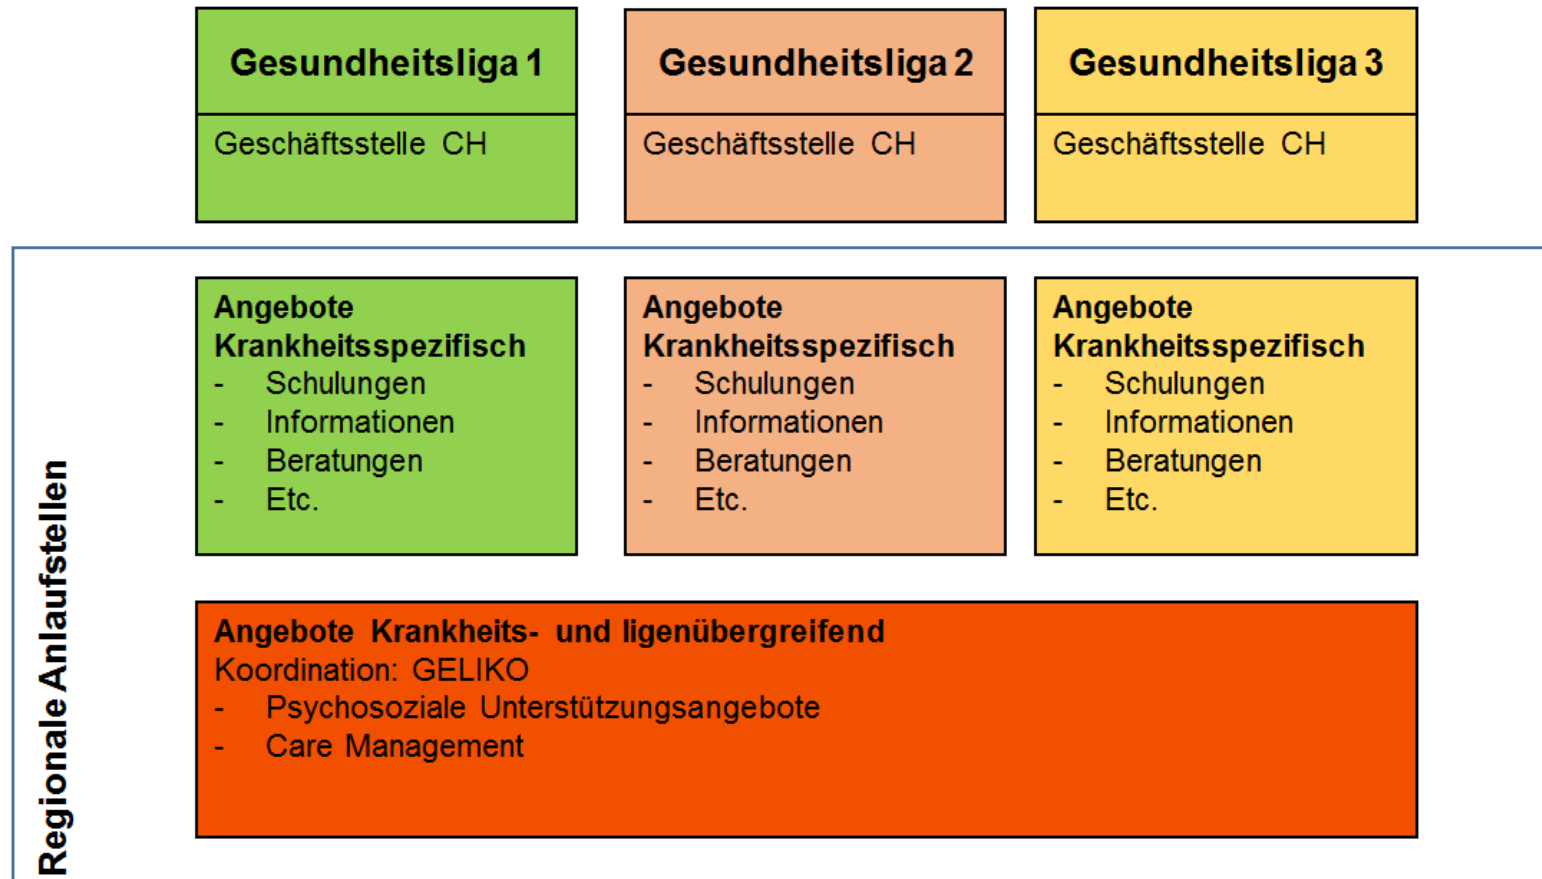 Gesundheitsliga 1
Geschäftsstelle CH
Gesundheitsliga 2
Geschäftsstelle CH
Gesundheitsliga 3
Geschäftsstelle CH
Regionale Anlaufstellen
Angebote
Krankheitsspezifisch
- Schulungen
- Informationen
- Beratungen
- Etc.
Angebote
Krankheitsspezifisch
- Schulungen
- Informationen
- Beratungen
- Etc.
Angebote
Krankheitsspezifisch
- Schulungen
- Informationen
- Beratungen
- Etc.
Angebote Krankheits- und ligenübergreifend
Koordination: GELIKO
- Psychosoziale Unterstützungsangebote
- Care Management